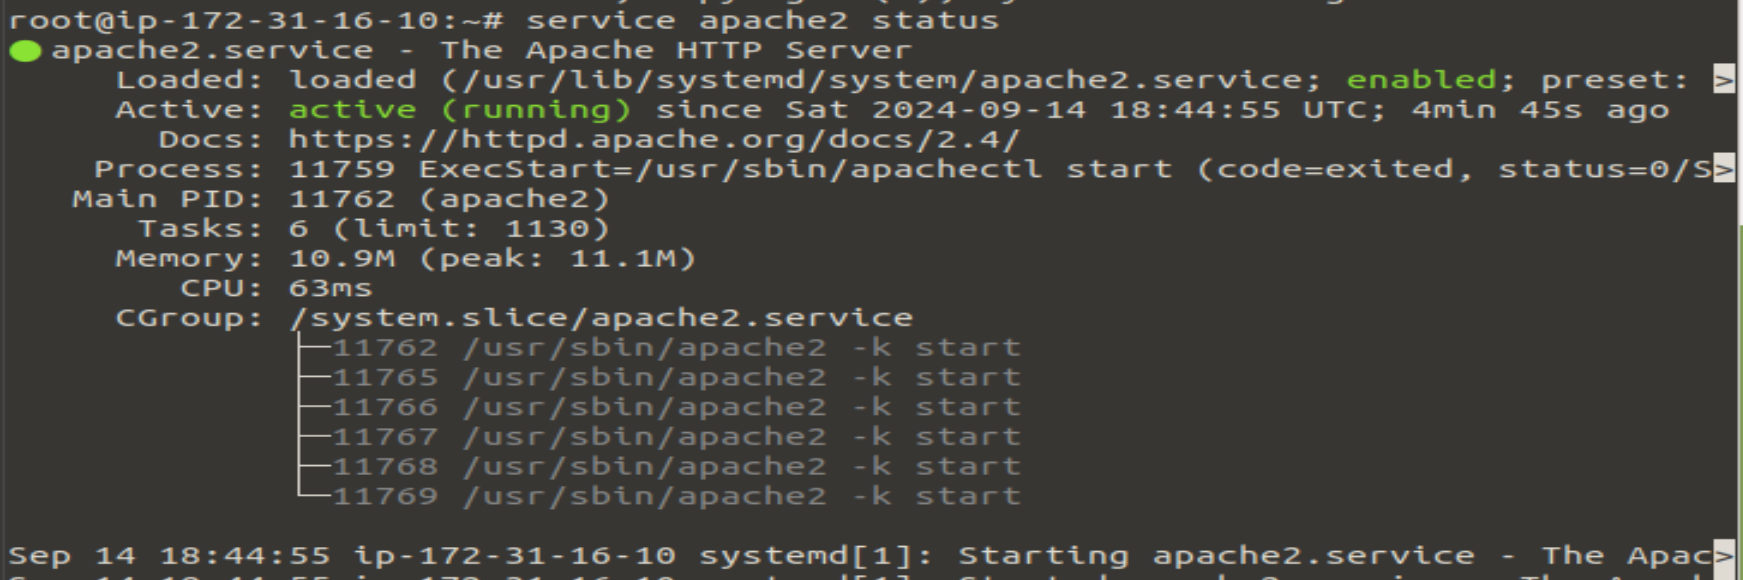 root@ip-172-31-16-10:~# service apache2 status
● apache2.service - The Apache HTTP Server
Loaded: loaded (/usr/lib/systemd/system/apache2.service; enabled; preset: >
Active: active (running) since Sat 2024-09-14 18:44:55 UTC; 4min 45s ago
Docs: https://httpd.apache.org/docs/2.4/
Process: 11759 ExecStart=/usr/sbin/apachectl start (code=exited, status=0/S>
Main PID: 11762 (apache2)
Tasks: 6 (limit: 1130)
Memory: 10.9M (peak: 11.1M)
CPU: 63ms
CGroup: /system.slice/apache2.service
├─11762 /usr/sbin/apache2 -k start
├─11765 /usr/sbin/apache2 -k start
├─11766 /usr/sbin/apache2 -k start
├─11767 /usr/sbin/apache2 -k start
├─11768 /usr/sbin/apache2 -k start
└─11769 /usr/sbin/apache2 -k start
Sep 14 18:44:55 ip-172-31-16-10 systemd[1]: Starting apache2.service - The Apac>